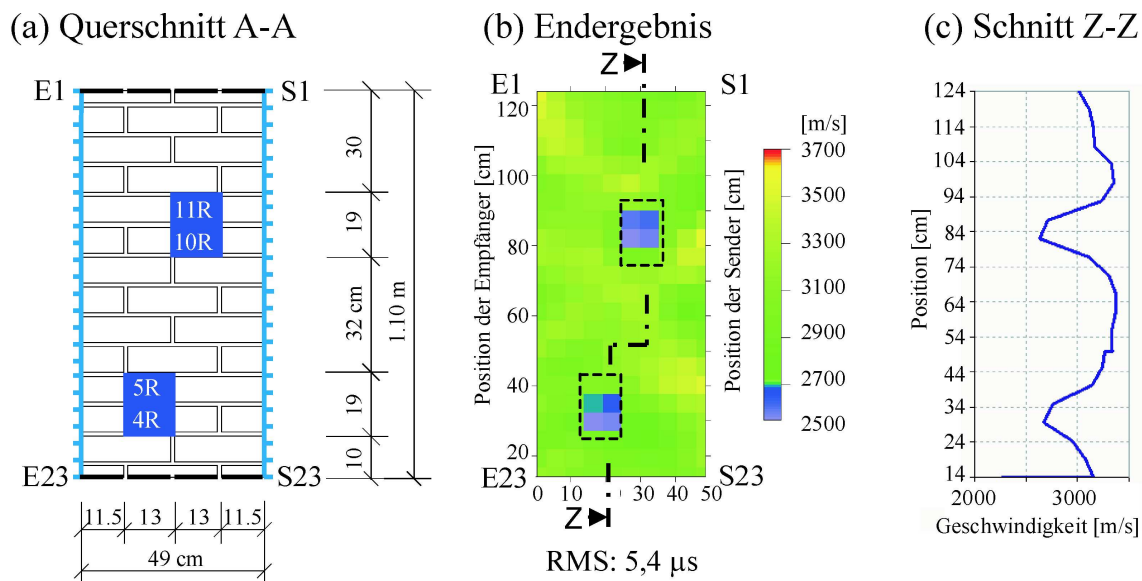 (a) Querschnitt A-A
E1
S1
11R
10R
5R
4R
E23
S23
30
19
32 cm
19
10
1.10 m
11.5 13 13 11.5
49 cm
(b) Endergebnis
Z
E1
S1
Position der Empfänger [cm]
120
100
80
60
40
20
E23
S23
0 10 30 40 50
Z
RMS: 5,4 µs
Position der Sender [cm]
[m/s]
3700
3500
3300
3100
2900
2700
2500
(c) Schnitt Z-Z
Position [cm]
124
114
104
94
84
74
64
54
44
34
24
14
2000 3000
Geschwindigkeit [m/s]